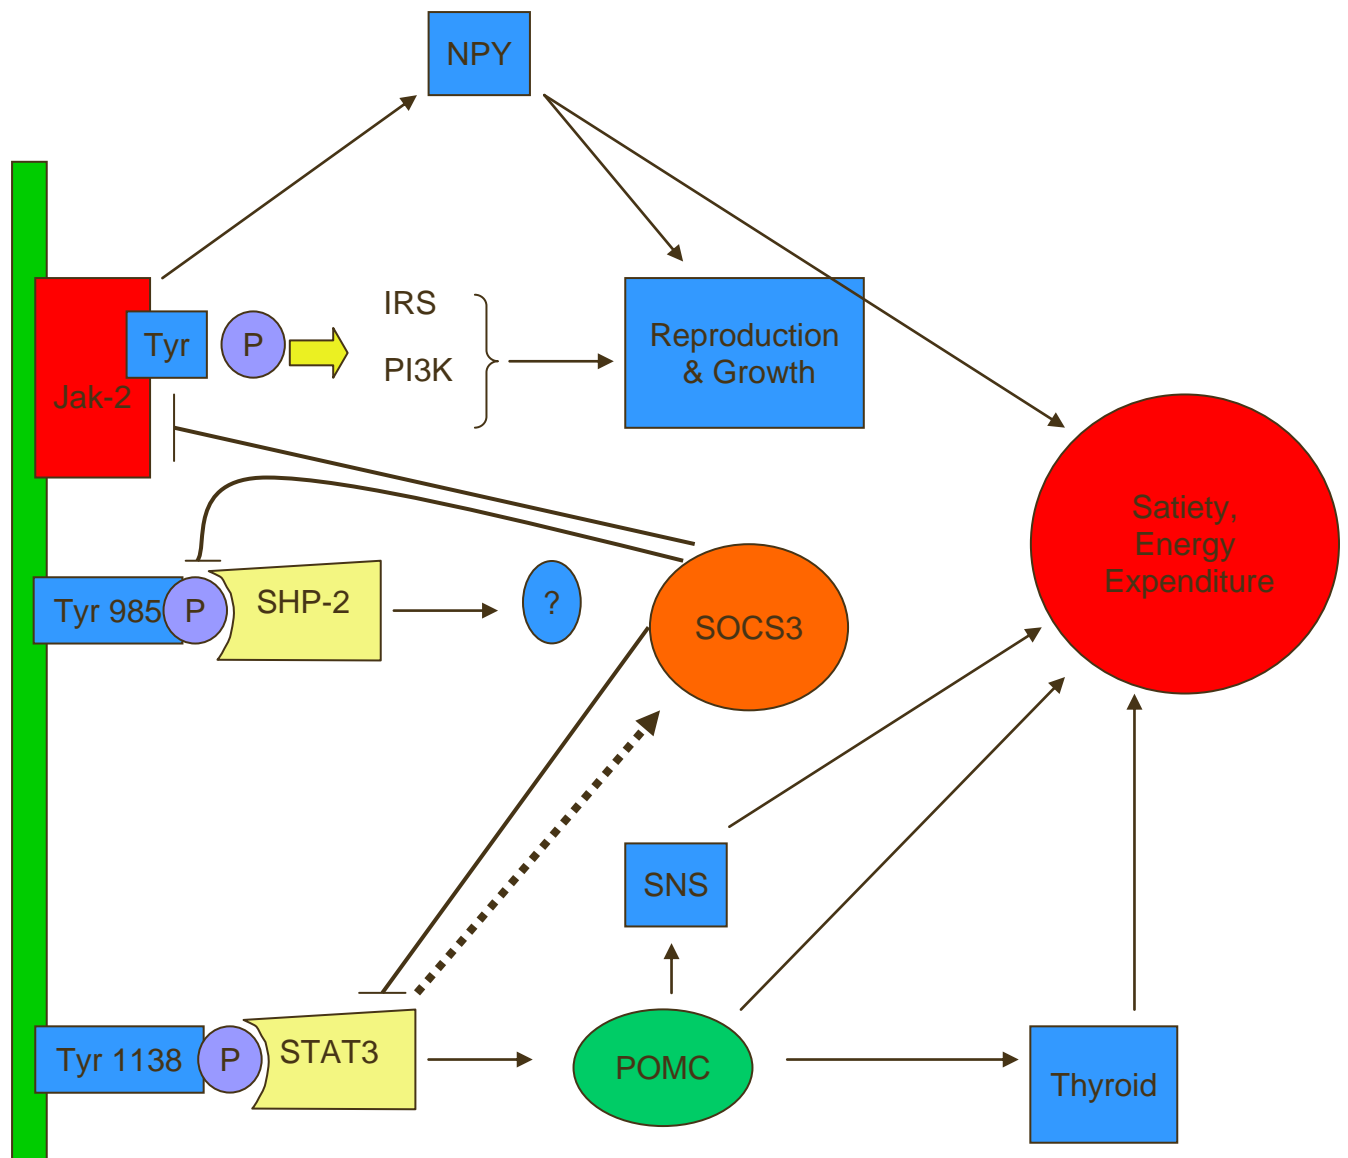 NPY
IRS
Tyr
P
PI3K
Jak-2
Reproduction
& Growth
Satiety,
Energy
Expenditure
Tyr 985
P
SHP-2
?
SOCS3
SNS
Tyr 1138
P
STAT3
POMC
Thyroid